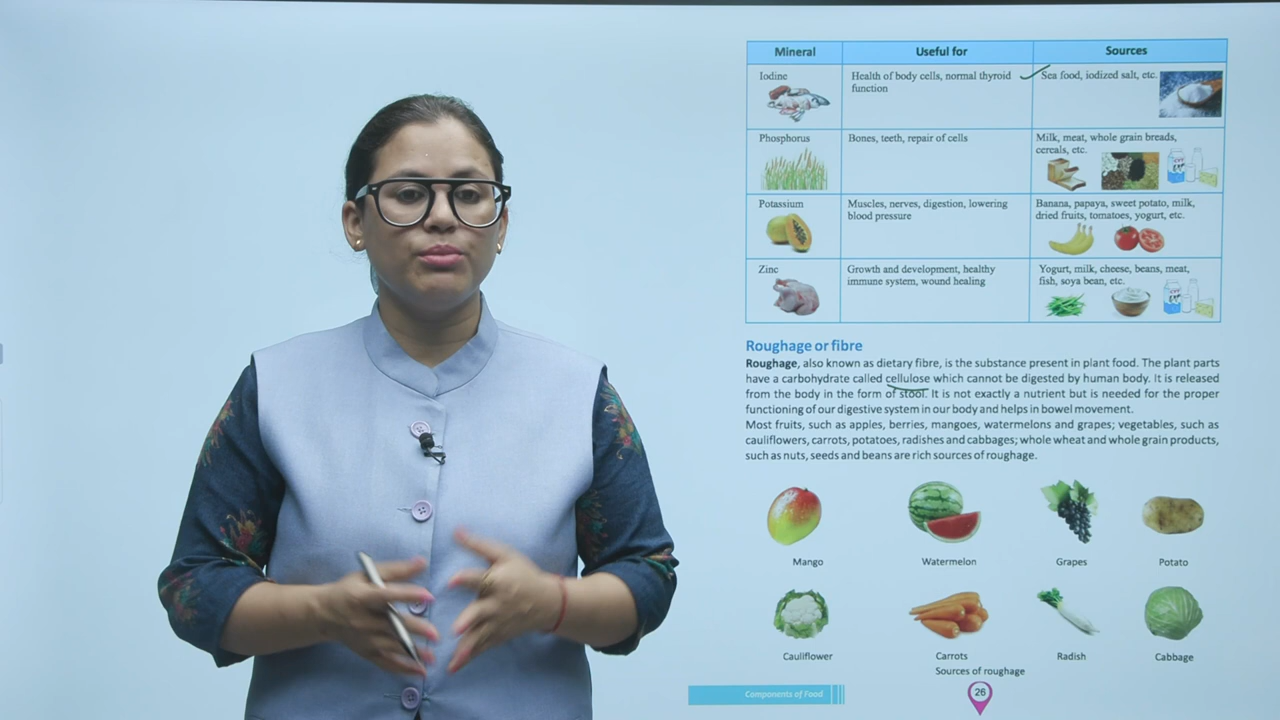 Mineral Useful for Sources
Iodine Health of body cells, normal thyroid Sea food, iodized salt, etc.
function
Phosphorus Bones, teeth, repair of cells Milk, meat, whole grain breads,
cereals, etc.
Potassium Muscles, nerves, digestion, lowering Banana, papaya, sweet potato, milk,
blood pressure dried fruits, tomatoes, yogurt, etc.
Zinc Growth and development, healthy Yogurt, milk, cheese, beans, meat,
immune system, wound healing fish, soya bean, etc.
Roughage or fibre
Roughage, also known as dietary fibre, is the substance present in plant food. The plant parts
have a carbohydrate called cellulose which cannot be digested by human body. It is released
from the body in the form of stool. It is not exactly a nutrient but is needed for the proper
functioning of our digestive system in our body and helps in bowel movement.
Most fruits, such as apples, berries, mangoes, watermelons and grapes; vegetables, such as
cauliflowers, carrots, potatoes, radishes and cabbages; whole wheat and whole grain products,
such as nuts, seeds and beans are rich sources of roughage.
Mango Watermelon Grapes Potato
Cauliflower Carrots Radish Cabbage
Sources of roughage
Components of Food 26